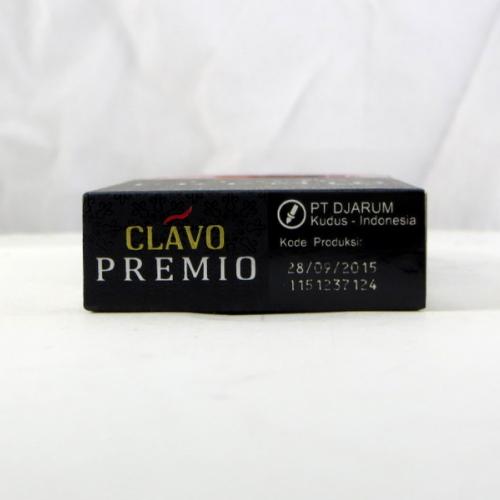 CLAVO
PREMIO
PT DJARUM
Kudus - Indonesia
Kode Produksi:
28/09/2015
1151237124